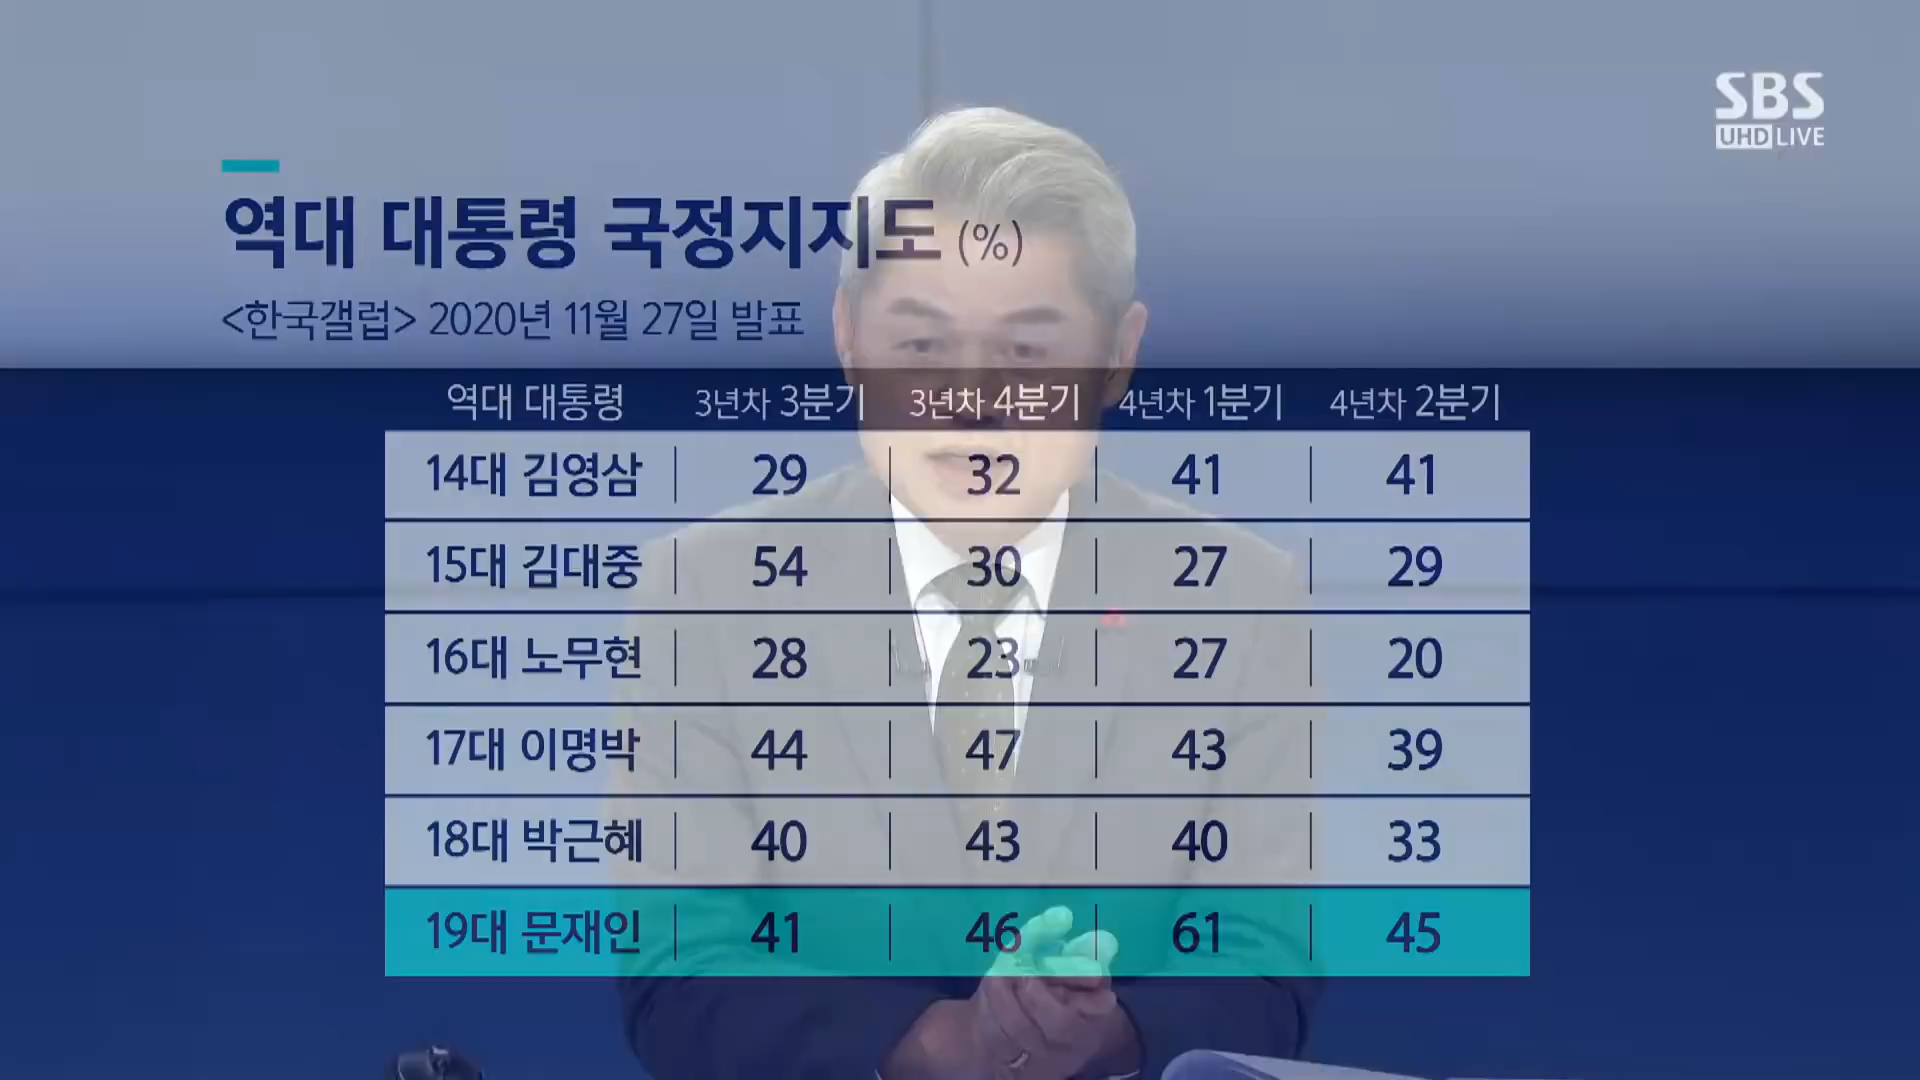 SBS
UHD LIVE
역대 대통령 국정지지도 (%)
<한국갤럽> 2020년 11월 27일 발표
역대 대통령 3년차 3분기 3년차 4분기 4년차 1분기 4년차 2분기
14대 김영삼 29 32 41 41
15대 김대중 54 30 27 29
16대 노무현 28 23 27 20
17대 이명박 44 47 43 39
18대 박근혜 40 43 40 33
19대 문재인 41 46 61 45